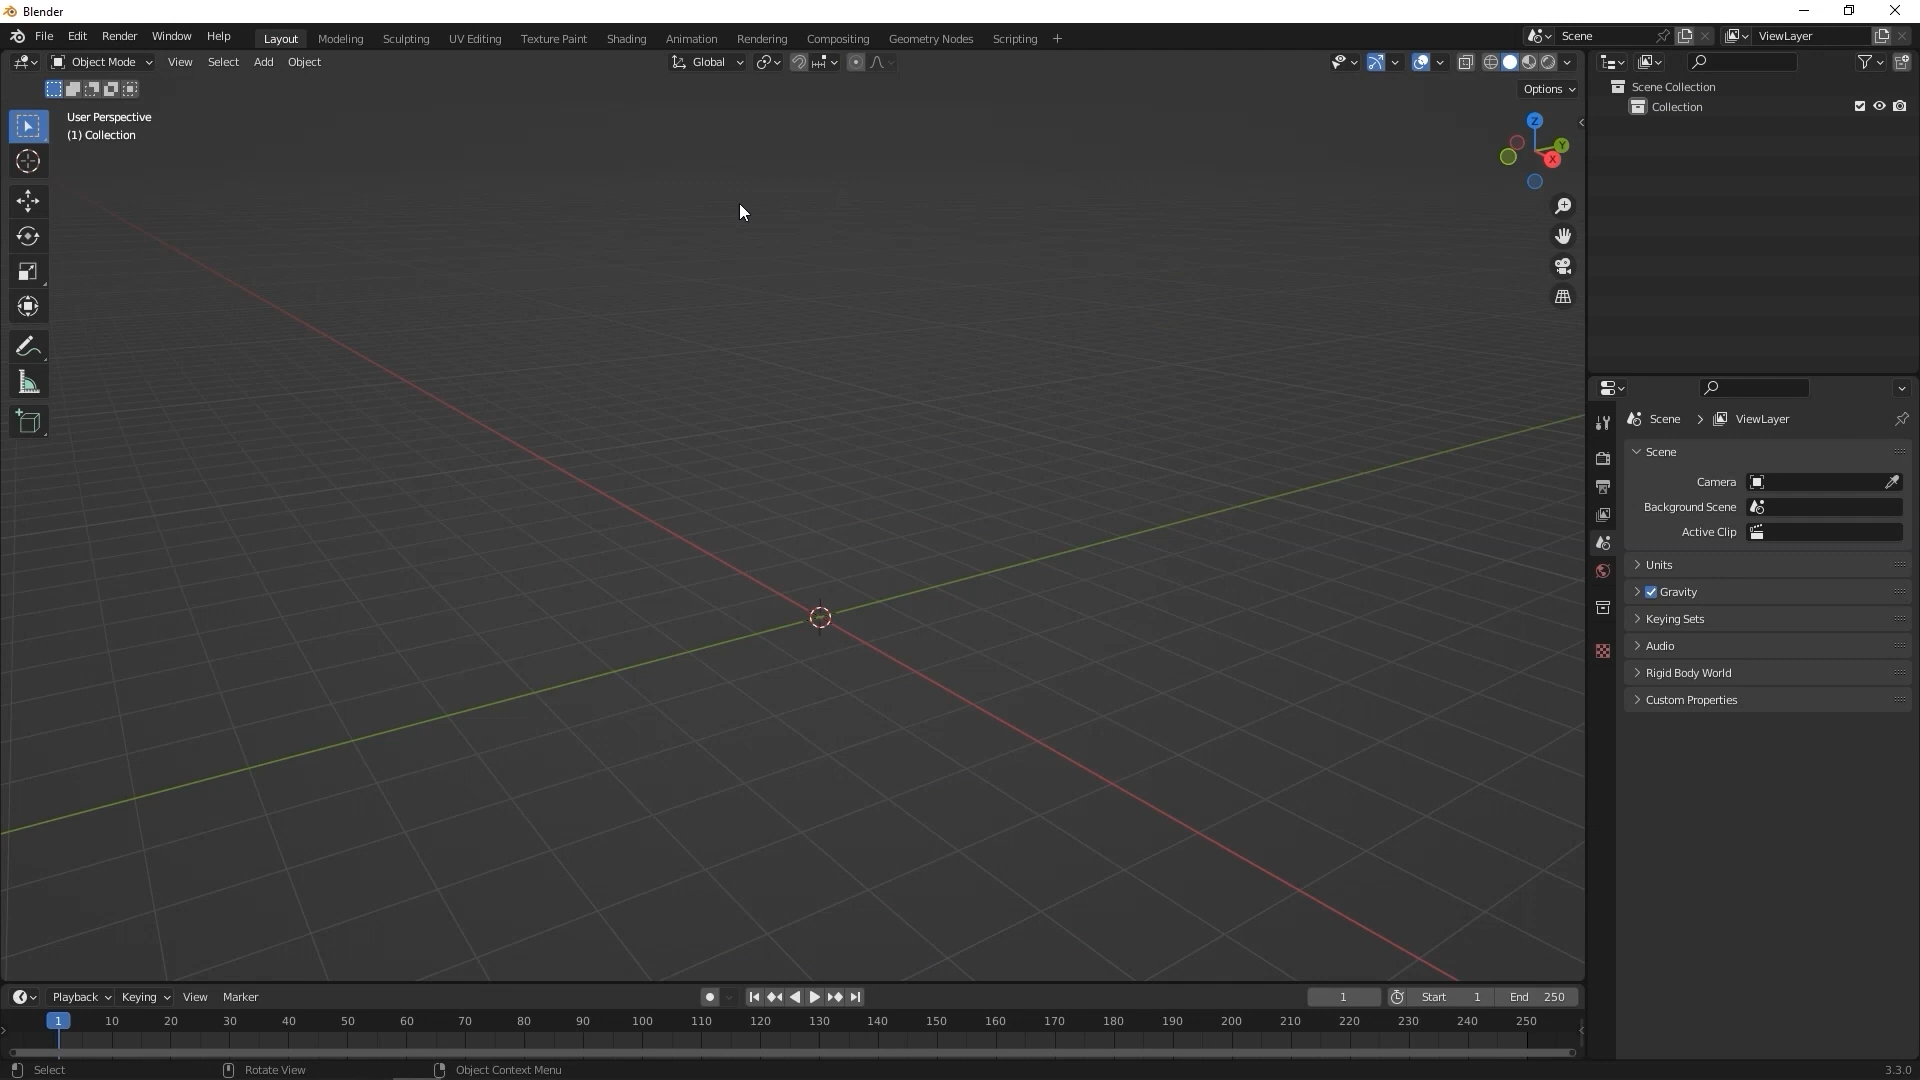 Blender
File Edit Render Window Help Layout Modeling Sculpting UV Editing Texture Paint Shading Animation Rendering Compositing Geometry Nodes Scripting + Scene ViewLayer
Object Mode View Select Add Object Global
Options
User Perspective
(1) Collection
Z
Y
X
Scene Collection
Collection
Scene > ViewLayer
Scene
Camera
Background Scene
Active Clip
Units
Gravity
Keying Sets
Audio
Rigid Body World
Custom Properties
Playback Keying View Marker 1 Start 1 End 250
1 10 20 30 40 50 60 70 80 90 100 110 120 130 140 150 160 170 180 190 200 210 220 230 240 250
Select Rotate View Object Context Menu 3.3.0